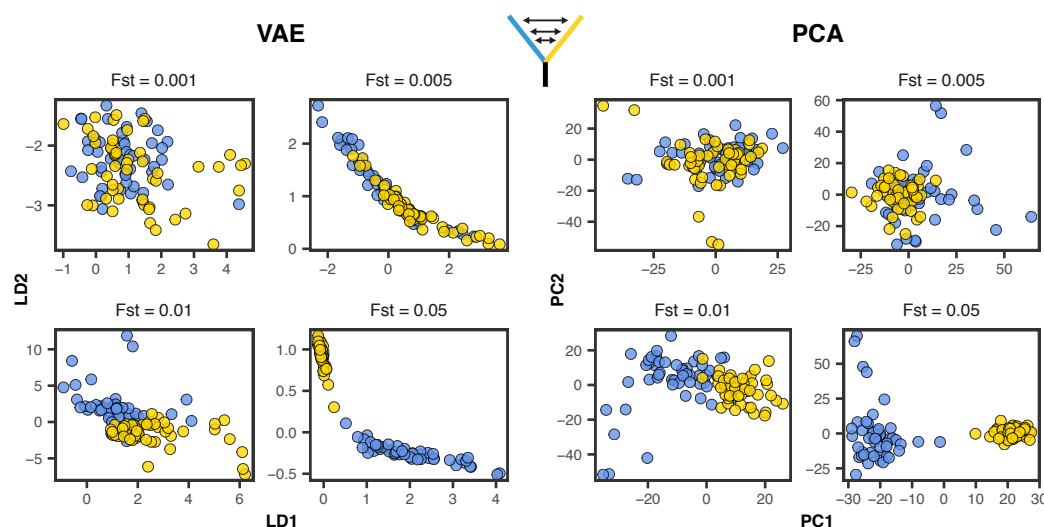 VAE
PCA
Fst = 0.001
Fst = 0.005
Fst = 0.001
Fst = 0.005
−2
−3
−1 0 1 2 3 4
2
1
0
−2 0 2
20
0
−20
−40
−25 0 25
60
40
20
0
−20
−30 0 25 50
LD2
PC2
Fst = 0.01
Fst = 0.05
Fst = 0.01
Fst = 0.05
10
5
0
−5
0 2 4 6
1.0
0.5
0.0
−0.5
0 1 2 3 4
20
0
−20
−40
−20 0 20
50
25
0
−25
−30 −20 −10 0 10 20 30
LD1
PC1